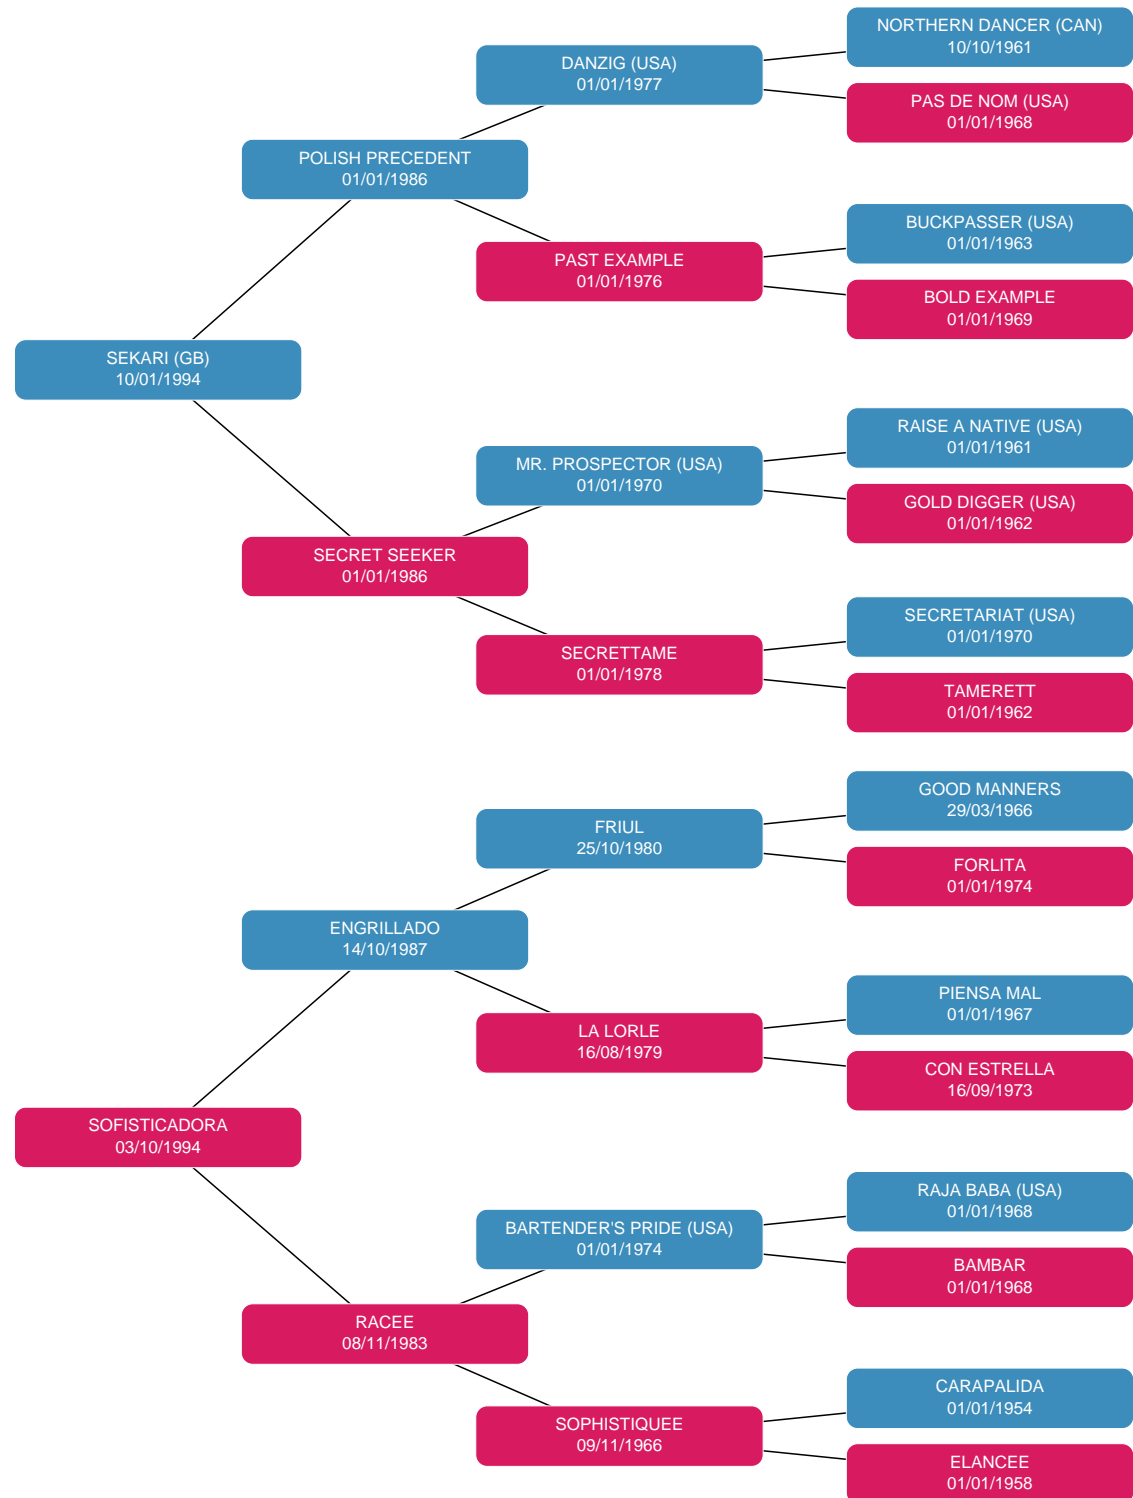 NORTHERN DANCER (CAN)
10/10/1961
DANZIG (USA)
01/01/1977
PAS DE NOM (USA)
01/01/1968
POLISH PRECEDENT
01/01/1986
BUCKPASSER (USA)
01/01/1963
PAST EXAMPLE
01/01/1976
BOLD EXAMPLE
01/01/1969
SEKARI (GB)
10/01/1994
RAISE A NATIVE (USA)
01/01/1961
MR. PROSPECTOR (USA)
01/01/1970
GOLD DIGGER (USA)
01/01/1962
SECRET SEEKER
01/01/1986
SECRETARIAT (USA)
01/01/1970
SECRETTAME
01/01/1978
TAMERETT
01/01/1962
GOOD MANNERS
29/03/1966
FRIUL
25/10/1980
FORLITA
01/01/1974
ENGRILLADO
14/10/1987
PIENSA MAL
01/01/1967
LA LORLE
16/08/1979
CON ESTRELLA
16/09/1973
SOFISTICADORA
03/10/1994
RAJA BABA (USA)
01/01/1968
BARTENDER'S PRIDE (USA)
01/01/1974
BAMBAR
01/01/1968
RACEE
08/11/1983
CARAPALIDA
01/01/1954
SOPHISTIQUEE
09/11/1966
ELANCEE
01/01/1958